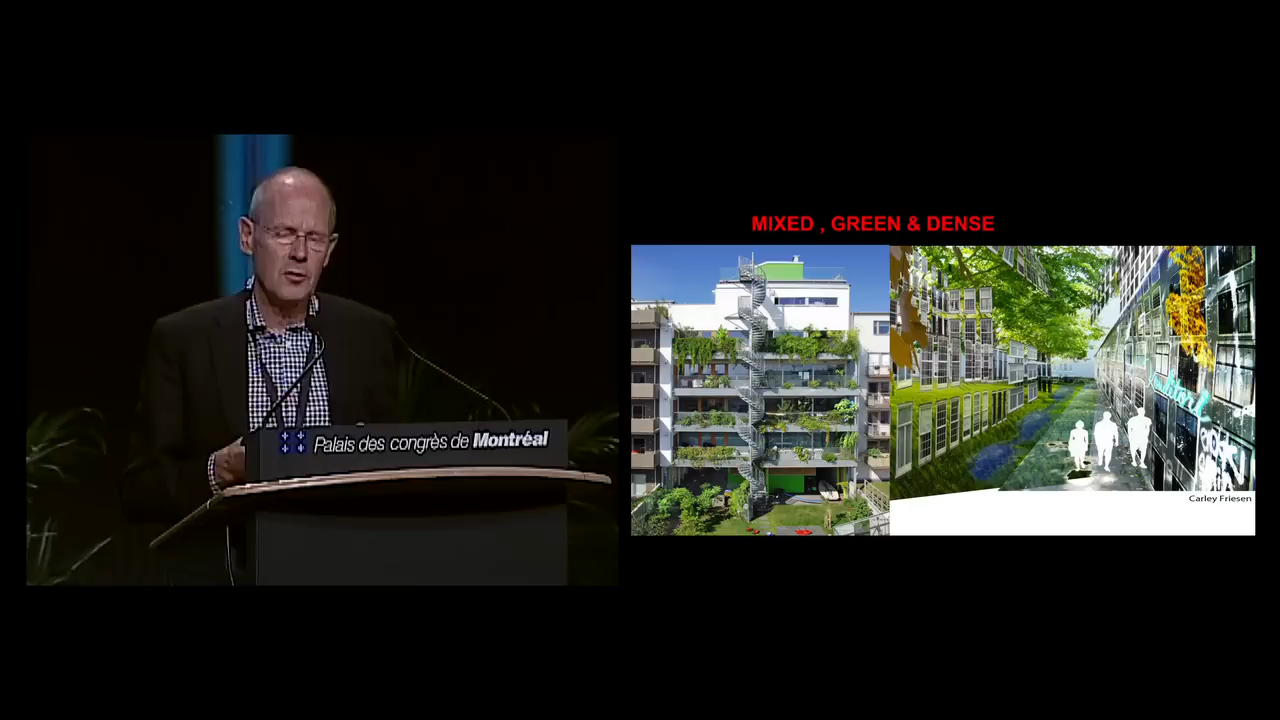 Palais des congrès de Montréal
MIXED , GREEN & DENSE
Carley Friesen